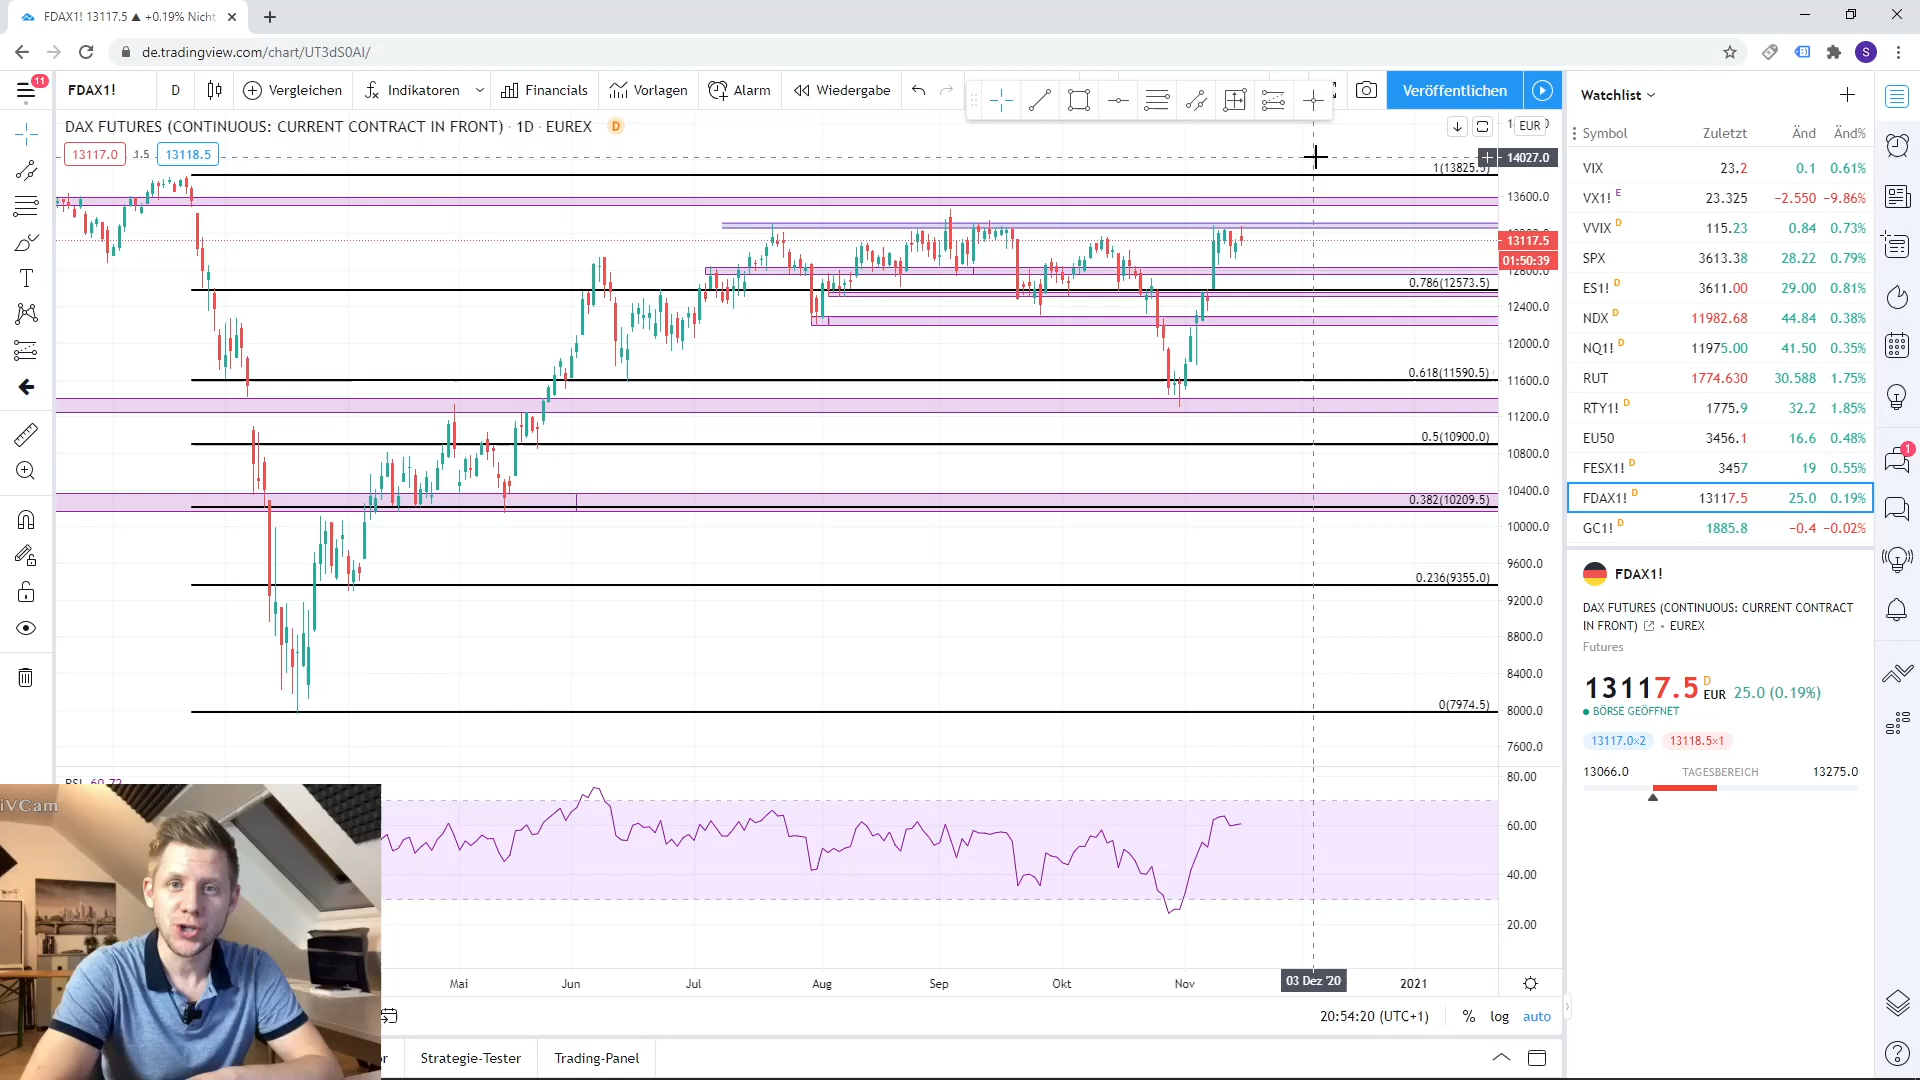 FDAX1! 13117.5 ▲ +0.19% Nicht
de.tradingview.com/chart/UT3dS0AI/
S
11
FDAX1!
D
Vergleichen
Indikatoren
Financials
Vorlagen
Alarm
Wiedergabe
Veröffentlichen
DAX FUTURES (CONTINUOUS: CURRENT CONTRACT IN FRONT) · 1D · EUREX D
EUR
13117.0
1.5
13118.5
14027.0
1(13825.5)
13600.0
13117.5
01:50:39
0.786(12573.5)
12400.0
12000.0
0.618(11590.5)
11600.0
11200.0
0.5(10900.0)
10800.0
0.382(10209.5)
10400.0
10000.0
0.236(9355.0)
9600.0
9200.0
8800.0
8400.0
0(7974.5)
8000.0
7600.0
80.00
60.00
40.00
20.00
iVCam
Mai
Jun
Jul
Aug
Sep
Okt
Nov
03 Dez '20
2021
20:54:20 (UTC+1)
%
log
auto
Strategie-Tester
Trading-Panel
Watchlist
Symbol Zuletzt Änd Änd%
VIX 23.2 0.1 0.61%
VX1! E 23.325 −2.550 −9.86%
VVIX D 115.23 0.84 0.73%
SPX 3613.38 28.22 0.79%
ES1! D 3611.00 29.00 0.81%
NDX D 11982.68 44.84 0.38%
NQ1! D 11975.00 41.50 0.35%
RUT 1774.630 30.588 1.75%
RTY1! D 1775.9 32.2 1.85%
EU50 3456.1 16.6 0.48%
FESX1! D 3457 19 0.55%
FDAX1! D 13117.5 25.0 0.19%
GC1! D 1885.8 −0.4 −0.02%
FDAX1!
DAX FUTURES (CONTINUOUS: CURRENT CONTRACT
IN FRONT) • EUREX
Futures
13117.5 D EUR 25.0 (0.19%)
BÖRSE GEÖFFNET
13117.0×2
13118.5×1
13066.0 TAGESBEREICH 13275.0
1